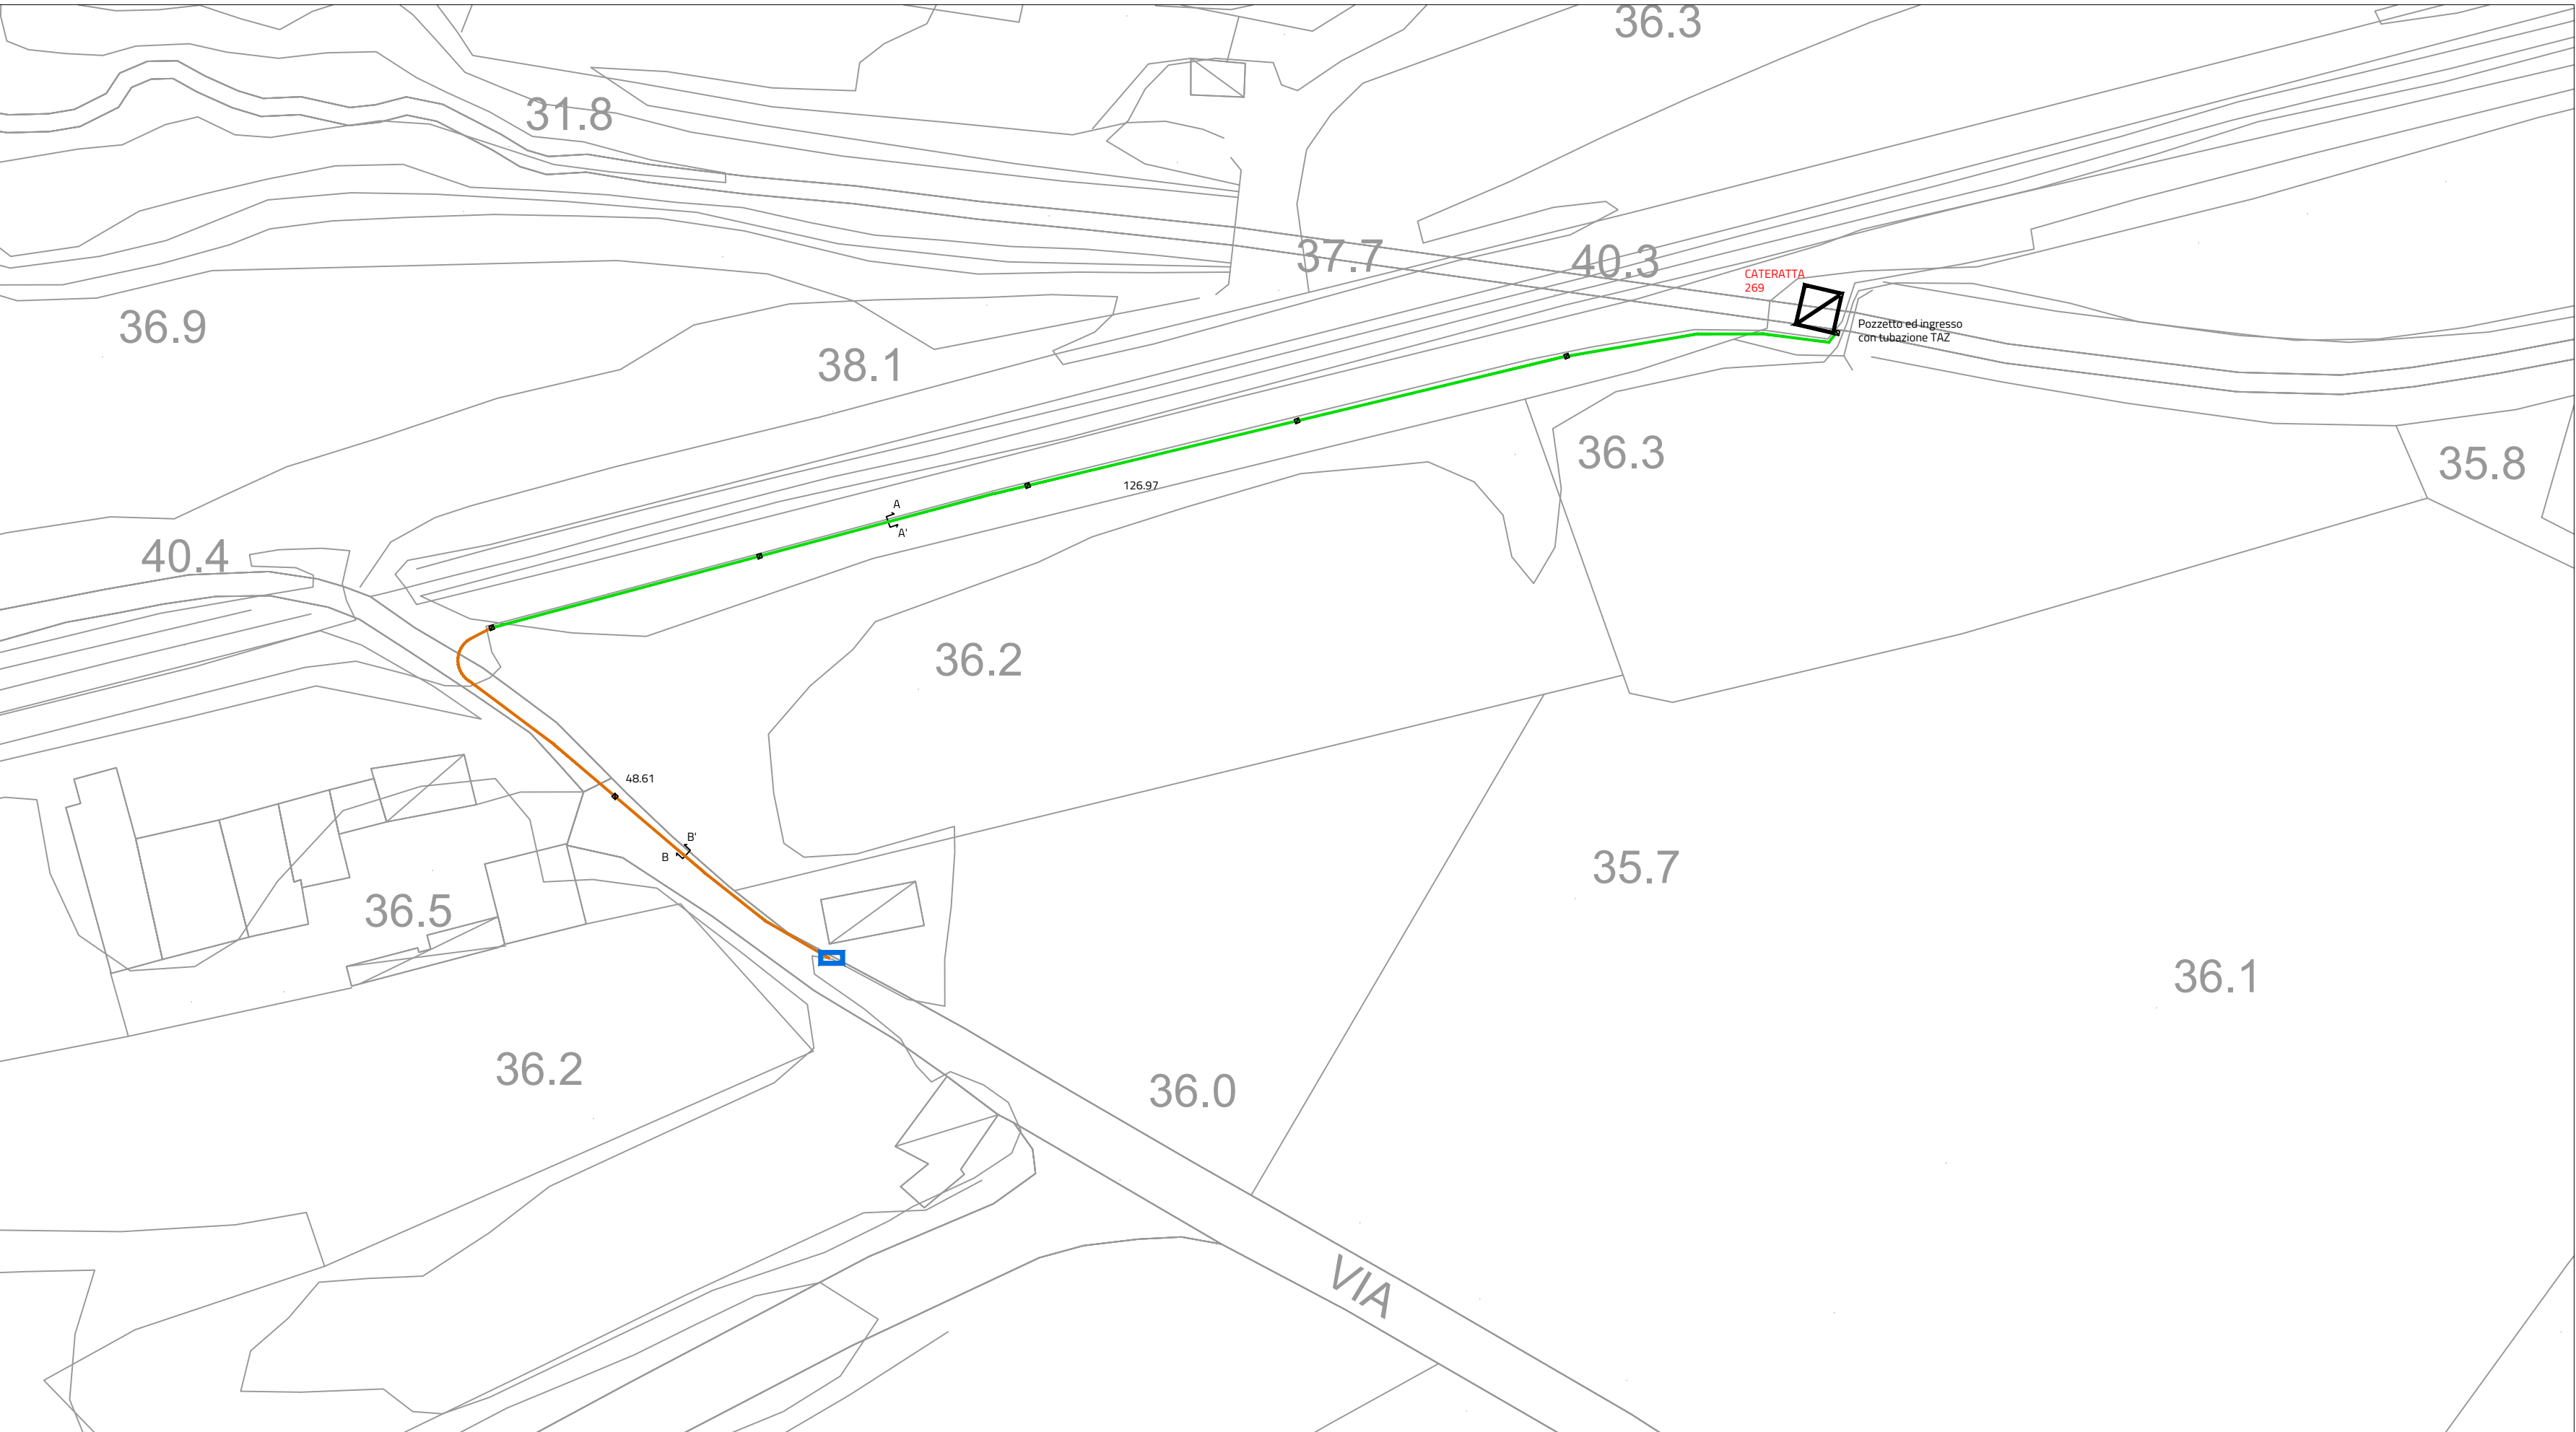 36.3
31.8
37.7
40.3
CATERATTA
269
36.9
Pozzetto ed ingresso
con tubazione TAZ
38.1
36.3
35.8
126.97
A
A'
40.4
36.2
48.61
B'
B
35.7
36.5
36.1
36.2
36.0
VIA